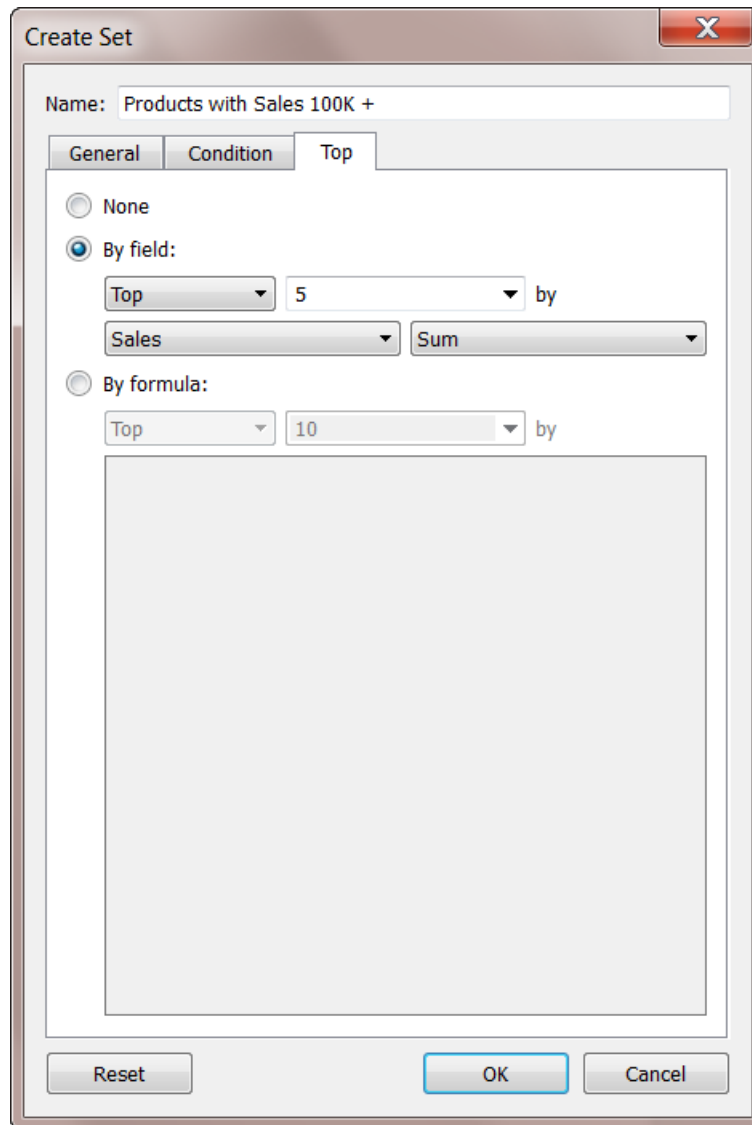 Create Set
Name: Products with Sales 100K +
General Condition Top
None
By field:
Top 5 by
Sales Sum
By formula:
Top 10 by
Reset OK Cancel